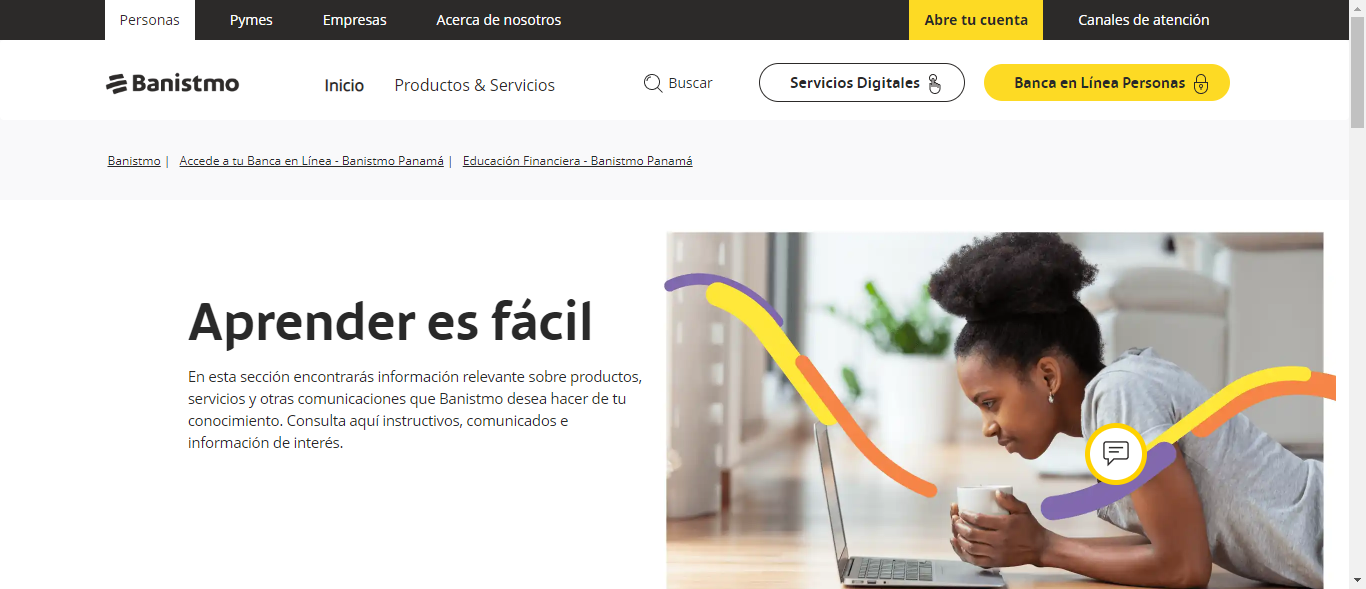 Personas Pymes Empresas Acerca de nosotros Abre tu cuenta Canales de atención
Banistmo Inicio Productos & Servicios Buscar Servicios Digitales Banca en Línea Personas
Banistmo | Accede a tu Banca en Línea - Banistmo Panamá | Educación Financiera - Banistmo Panamá
Aprender es fácil
En esta sección encontrarás información relevante sobre productos,
servicios y otras comunicaciones que Banistmo desea hacer de tu
conocimiento. Consulta aquí instructivos, comunicados e
información de interés.